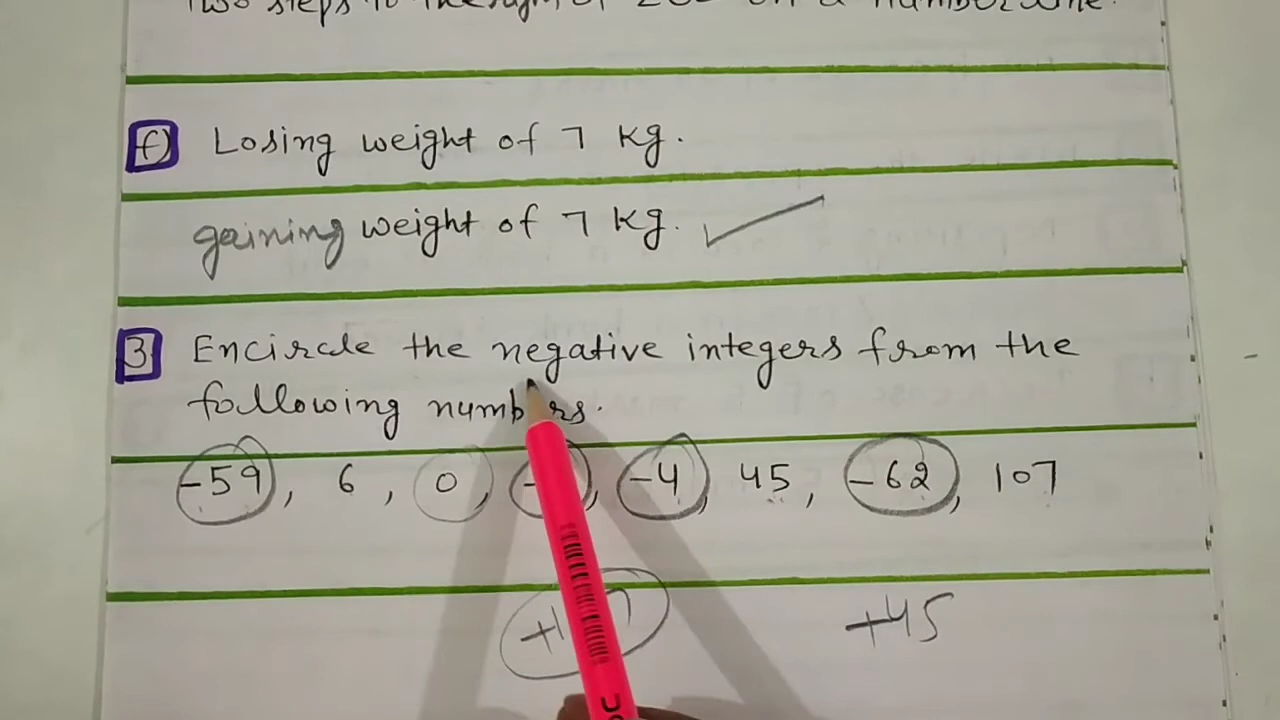 f) Losing weight of 7 kg.
gaining weight of 7 kg.
3 Encircle the negative integers from the
following numbers.
-59, 6, 0, , -4, 45, -62, 107
+45